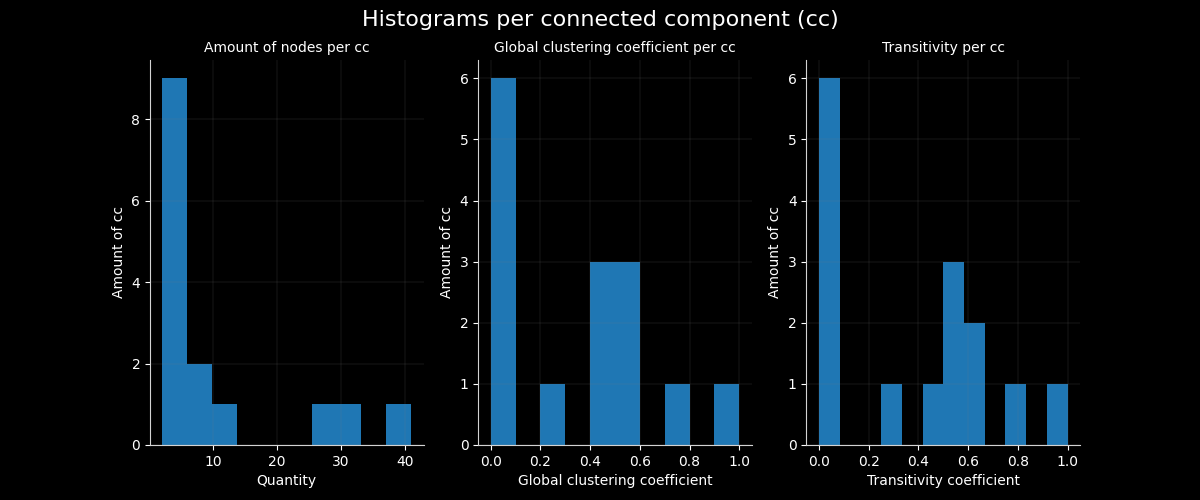 Histograms per connected component (cc)
Amount of nodes per cc
Global clustering coefficient per cc
Transitivity per cc
Amount of cc
8
6
4
2
0
10 20 30 40
Quantity
Amount of cc
6
5
4
3
2
1
0
0.0 0.2 0.4 0.6 0.8 1.0
Global clustering coefficient
Amount of cc
6
5
4
3
2
1
0
0.0 0.2 0.4 0.6 0.8 1.0
Transitivity coefficient